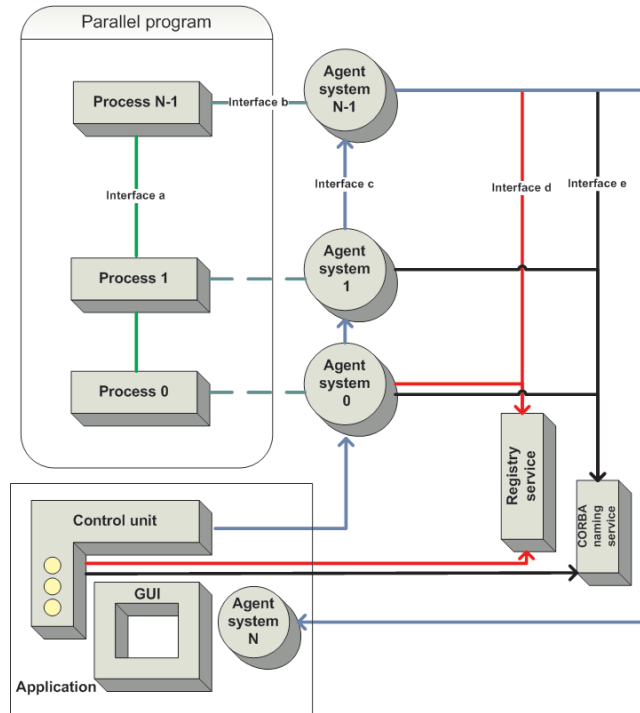 Parallel program
Process N-1
Interface b
Agent
system
N-1
Interface a
Interface c
Interface d
Interface e
Process 1
Agent
system
1
Process 0
Agent
system
0
Registry
service
CORBA
naming
service
Control unit
GUI
Agent
system
N
Application